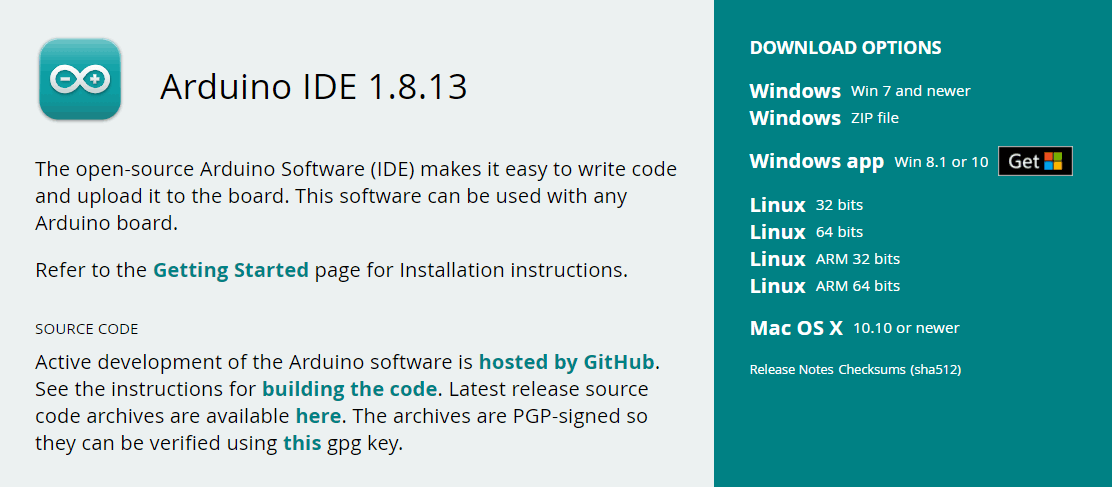 Arduino IDE 1.8.13
The open-source Arduino Software (IDE) makes it easy to write code
and upload it to the board. This software can be used with any
Arduino board.
Refer to the Getting Started page for Installation instructions.
SOURCE CODE
Active development of the Arduino software is hosted by GitHub.
See the instructions for building the code. Latest release source
code archives are available here. The archives are PGP-signed so
they can be verified using this gpg key.
DOWNLOAD OPTIONS
Windows Win 7 and newer
Windows ZIP file
Windows app Win 8.1 or 10 Get
Linux 32 bits
Linux 64 bits
Linux ARM 32 bits
Linux ARM 64 bits
Mac OS X 10.10 or newer
Release Notes Checksums (sha512)